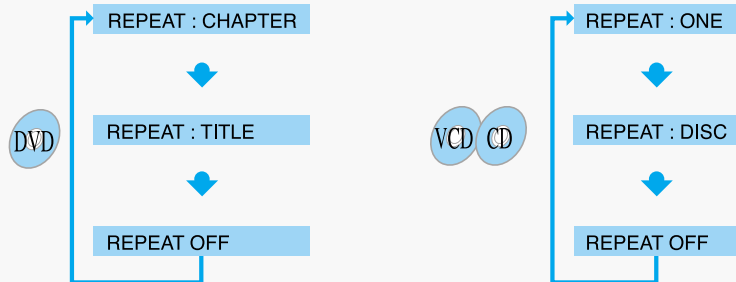 REPEAT : CHAPTER
DVD
REPEAT : TITLE
REPEAT OFF
REPEAT : ONE
VCD CD
REPEAT : DISC
REPEAT OFF